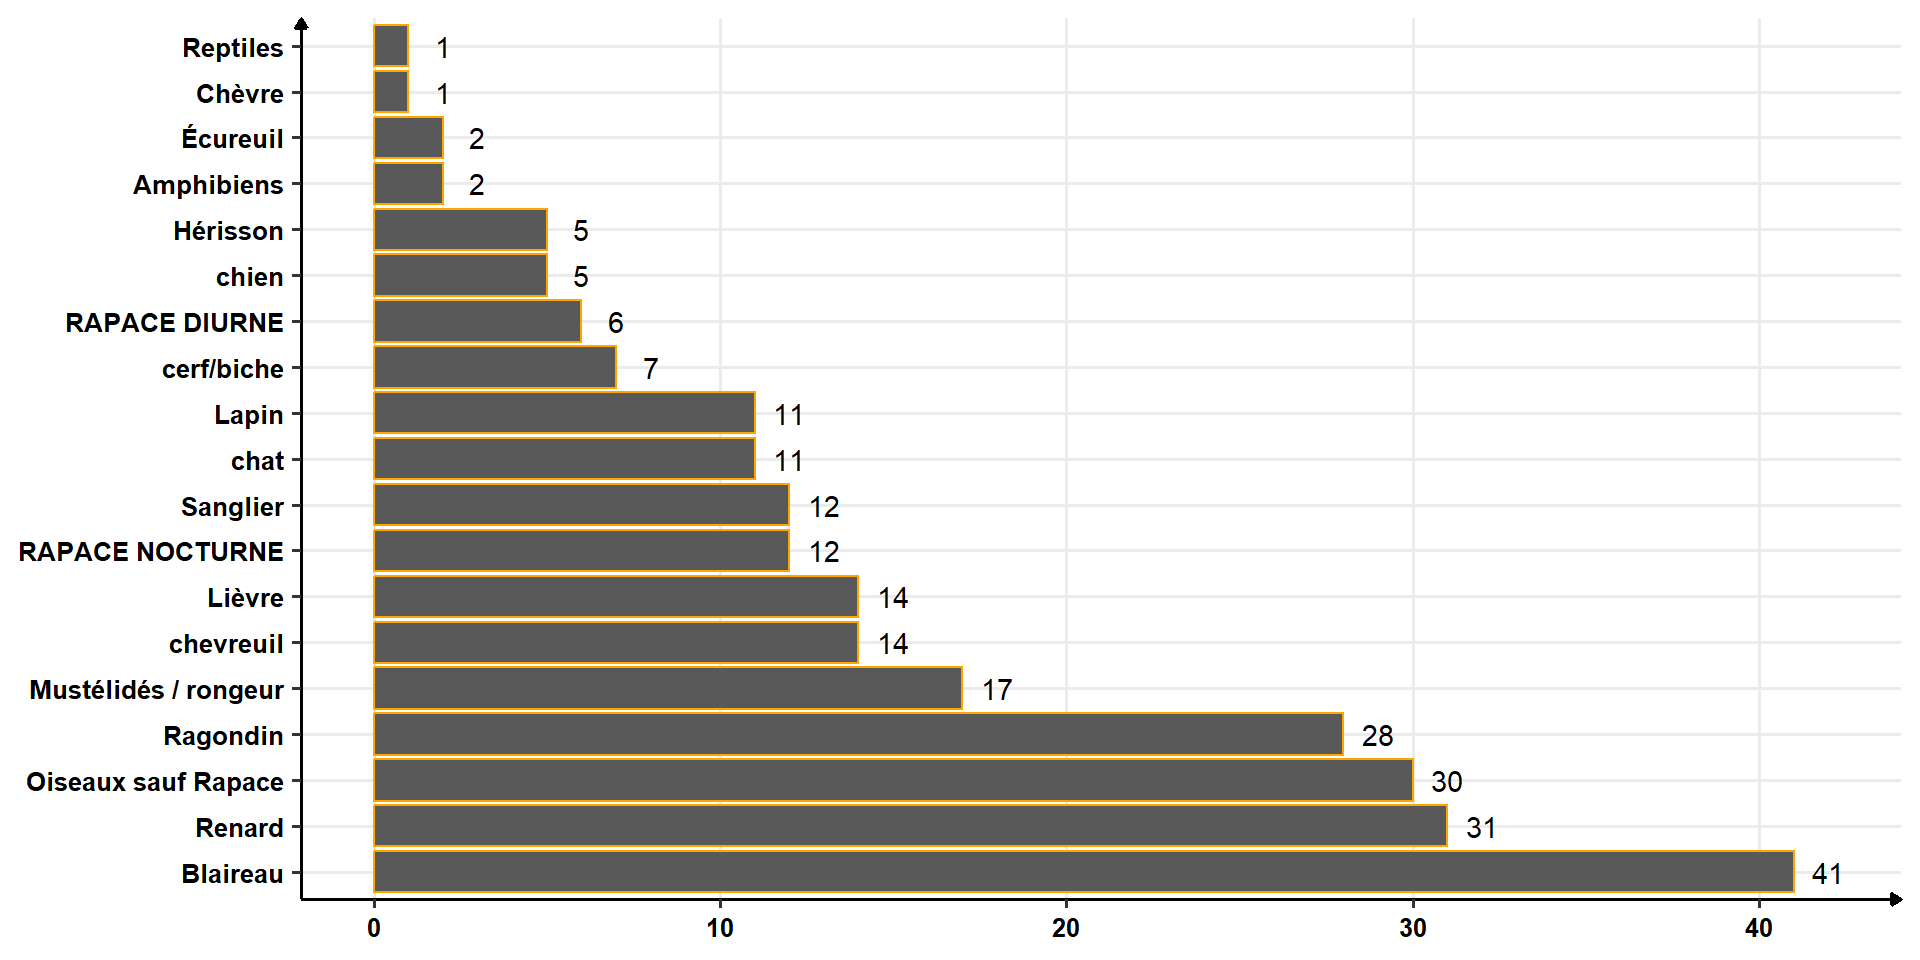 Reptiles 1
Chèvre 1
Écureuil 2
Amphibiens 2
Hérisson 5
chien 5
RAPACE DIURNE 6
cerf/biche 7
Lapin 11
chat 11
Sanglier 12
RAPACE NOCTURNE 12
Lièvre 14
chevreuil 14
Mustélidés / rongeur 17
Ragondin 28
Oiseaux sauf Rapace 30
Renard 31
Blaireau 41
0 10 20 30 40